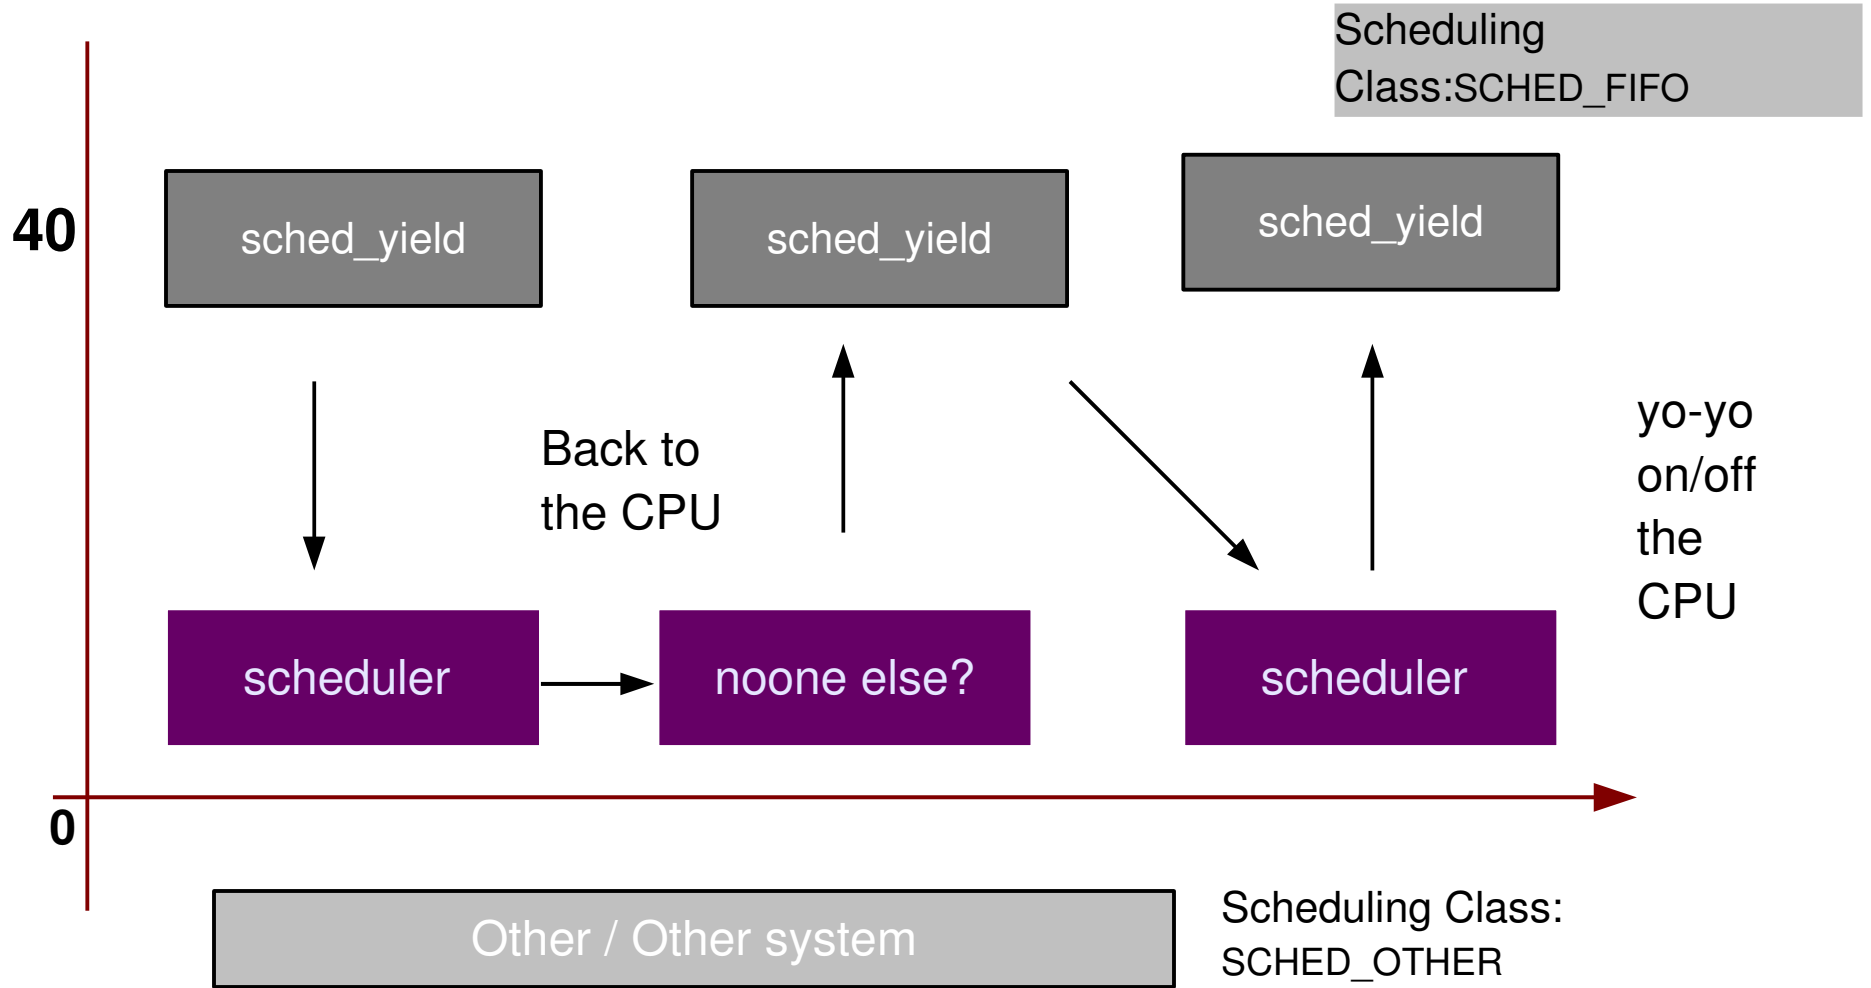 Scheduling
Class:SCHED_FIFO
40
sched_yield
sched_yield
sched_yield
Back to
the CPU
yo-yo
on/off
the
CPU
scheduler
noone else?
scheduler
0
Other / Other system
Scheduling Class:
SCHED_OTHER